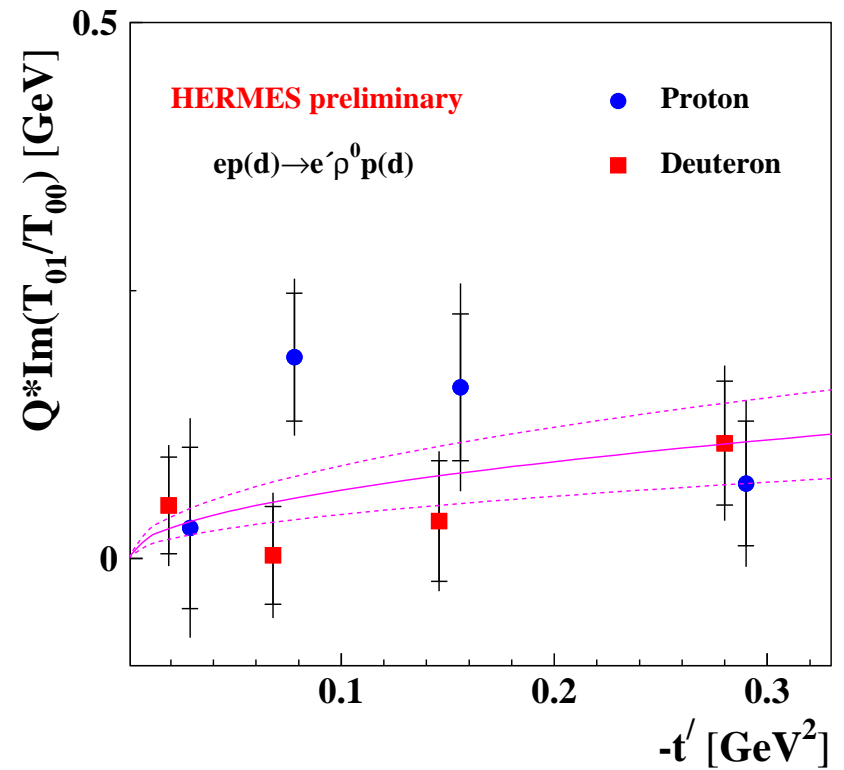 Q*Im(T₀₁/T₀₀) [GeV]
0.5
HERMES preliminary
Proton
ep(d)→e´ρ⁰p(d)
Deuteron
0
0.1 0.2 0.3
-t′ [GeV²]